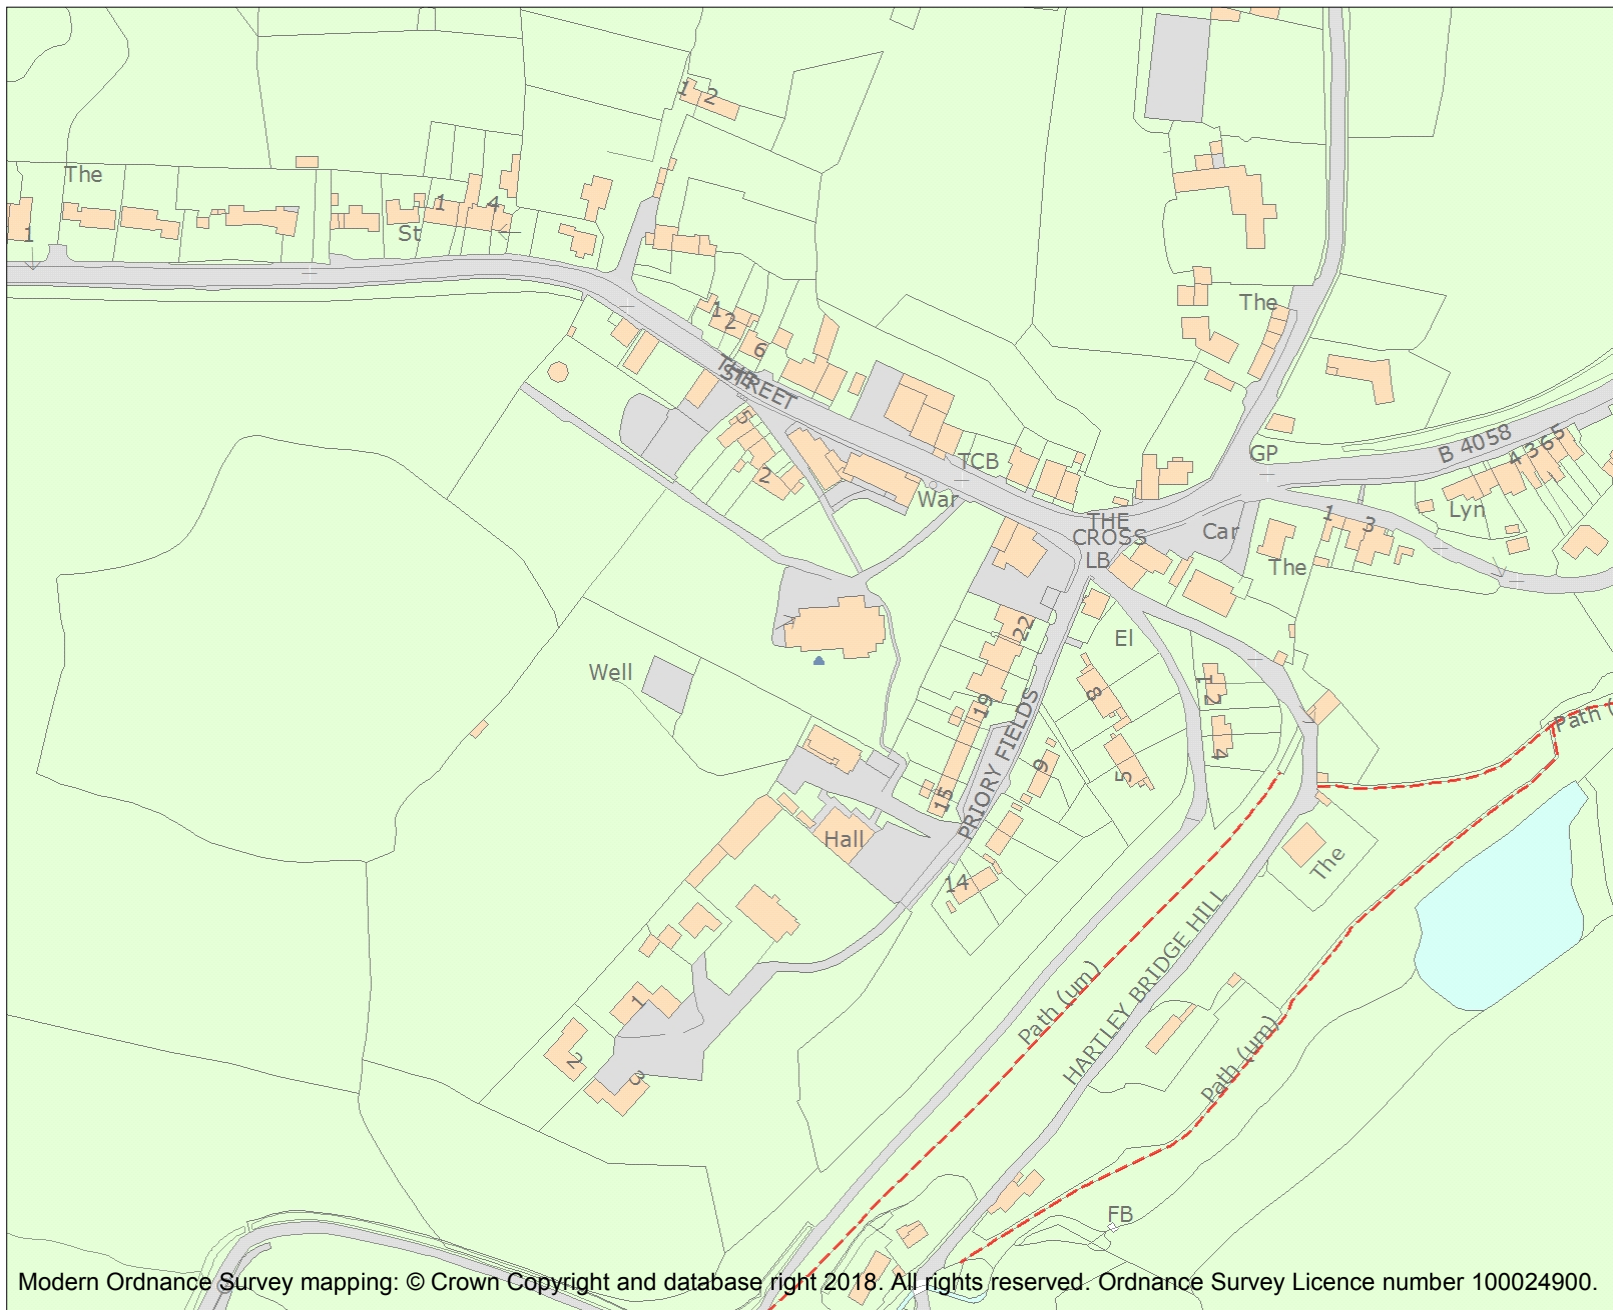 1 2
The
1
St
1
4
1
2
6
THE
STREET
5
2
TCB
War
The
GP
B 4058
4 3 6 5
Lyn
THE
CROSS
LB
Car
The
1
3
El
22
19
15
PRIORY FIELDS
8
5
9
1 2
4
Well
Hall
14
1
2
3
The
Path (
Path (um)
HARTLEY BRIDGE HILL
Path (um)
FB
Modern Ordnance Survey mapping: © Crown Copyright and database right 2018. All rights reserved. Ordnance Survey Licence number 100024900.